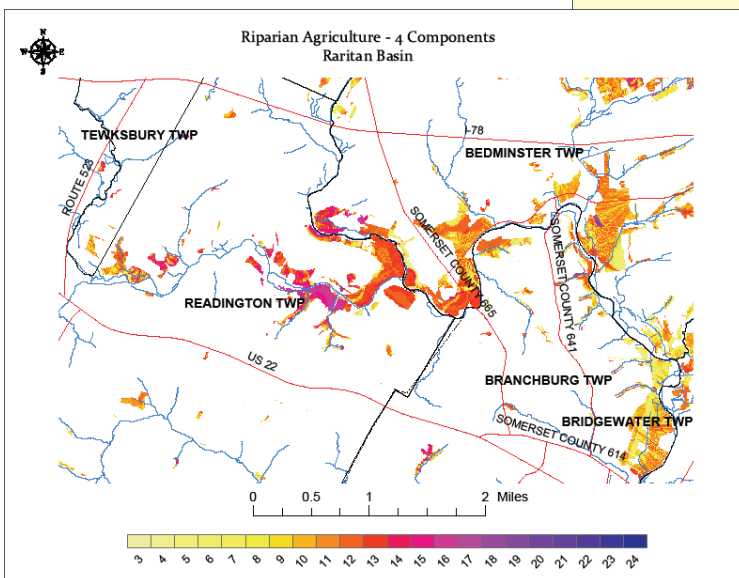 Riparian Agriculture - 4 Components
Raritan Basin
N
W E
S
I-78
TEWKSBURY TWP
BEDMINSTER TWP
ROUTE 523
SOMERSET COUNTY 665
SOMERSET COUNTY 641
READINGTON TWP
US 22
BRANCHBURG TWP
BRIDGEWATER TWP
SOMERSET COUNTY 614
0 0.5 1 2 Miles
3 4 5 6 7 8 9 10 11 12 13 14 15 16 17 18 19 20 21 22 23 24